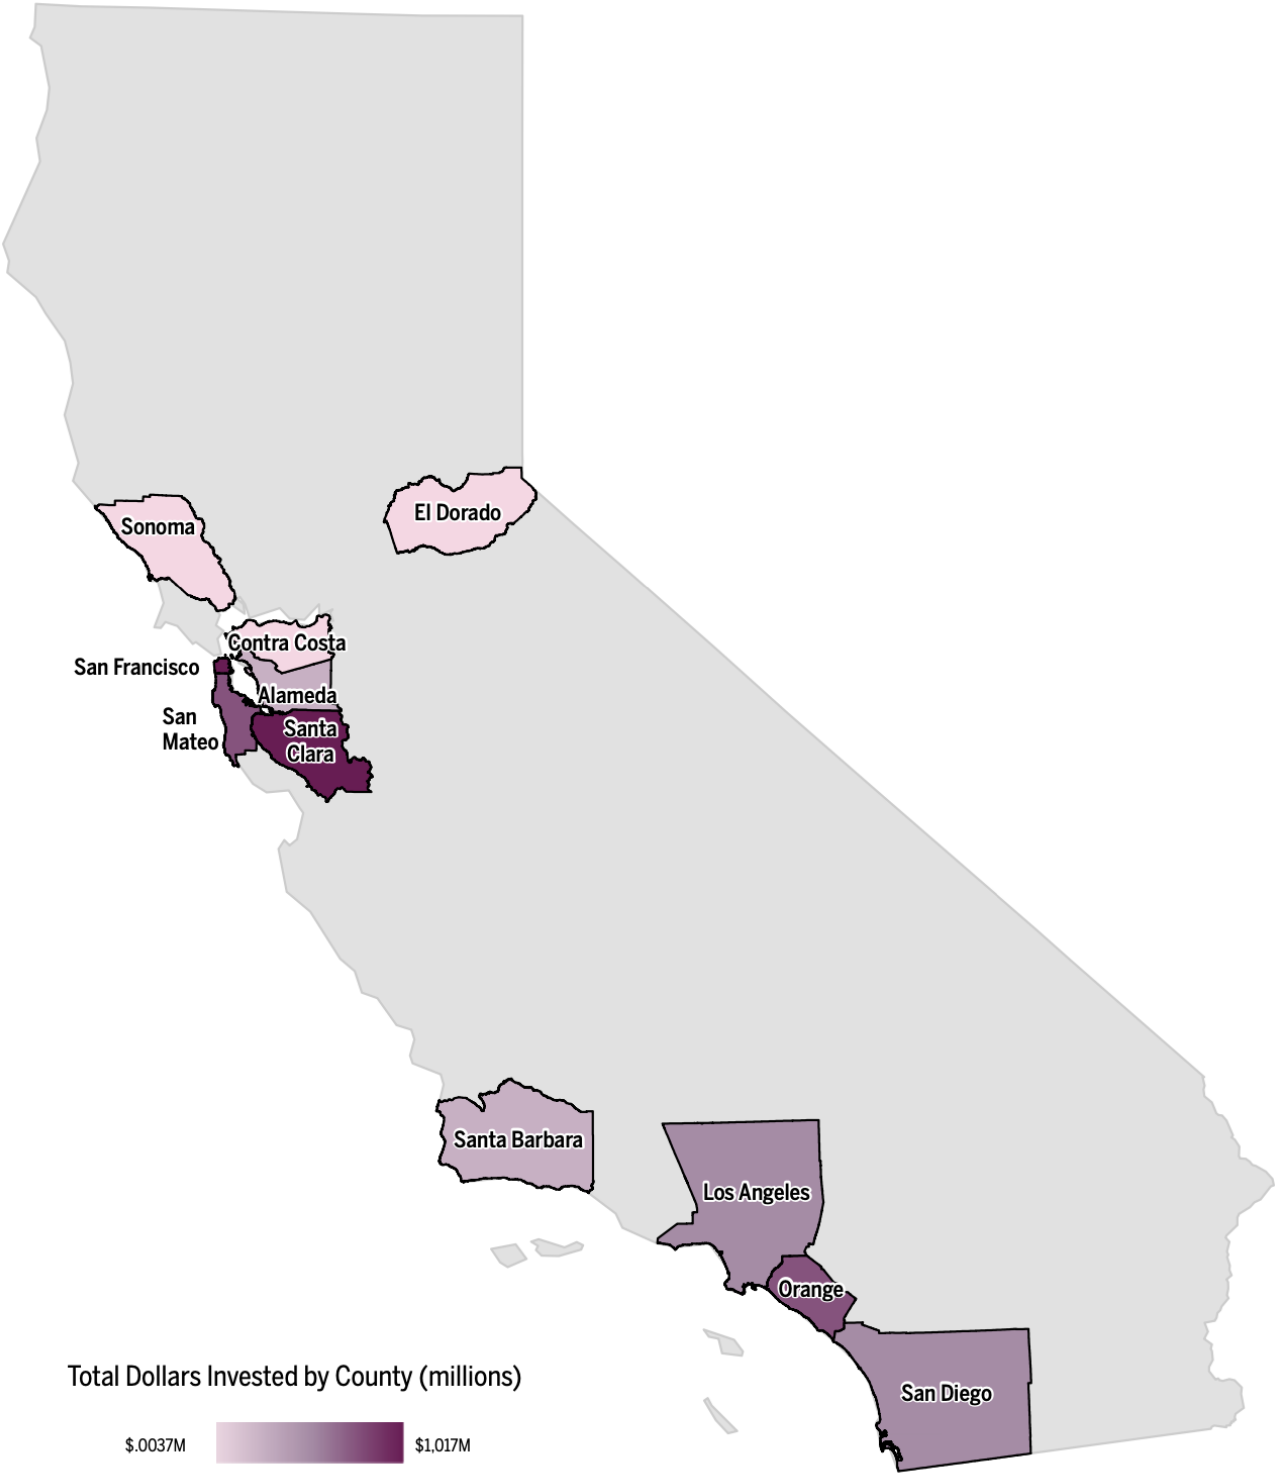 Sonoma
El Dorado
Contra Costa
San Francisco
Alameda
San
Mateo
Santa
Clara
Santa Barbara
Los Angeles
Orange
San Diego
Total Dollars Invested by County (millions)
$.0037M
$1,017M